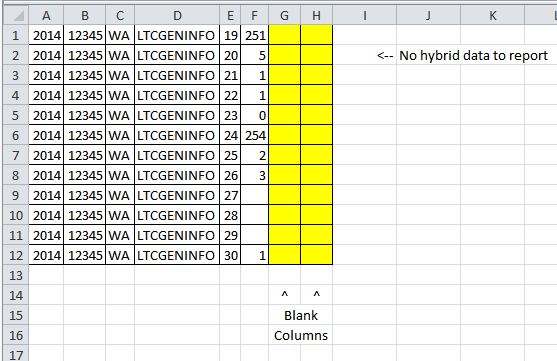 A B C D E F G H I J K L
1 2014 12345 WA LTCGENINFO 19 251
2 2014 12345 WA LTCGENINFO 20 5 <-- No hybrid data to report
3 2014 12345 WA LTCGENINFO 21 1
4 2014 12345 WA LTCGENINFO 22 1
5 2014 12345 WA LTCGENINFO 23 0
6 2014 12345 WA LTCGENINFO 24 254
7 2014 12345 WA LTCGENINFO 25 2
8 2014 12345 WA LTCGENINFO 26 3
9 2014 12345 WA LTCGENINFO 27
10 2014 12345 WA LTCGENINFO 28
11 2014 12345 WA LTCGENINFO 29
12 2014 12345 WA LTCGENINFO 30 1
13
14 ^ ^
15 Blank
16 Columns
17